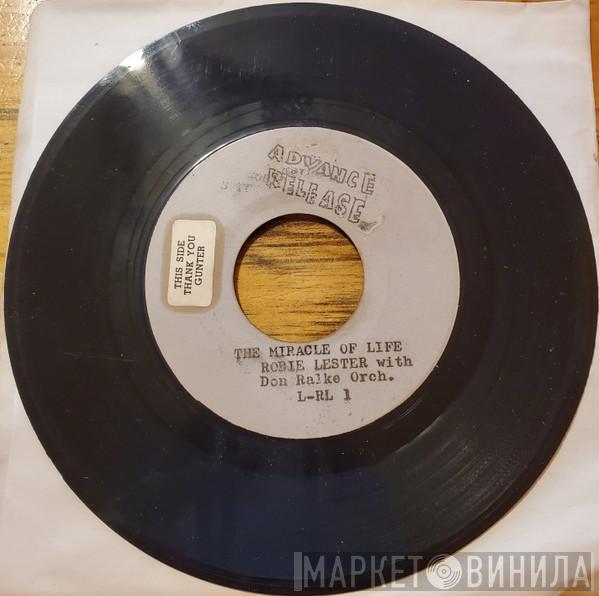 ADVANCE
RELEASE
THIS SIDE
THANK YOU
GUNTER
THE MIRACLE OF LIFE
ROBIE LESTER with
Don Ralke Orch.
L-RL 1
МАРКЕТ ВИНИЛА